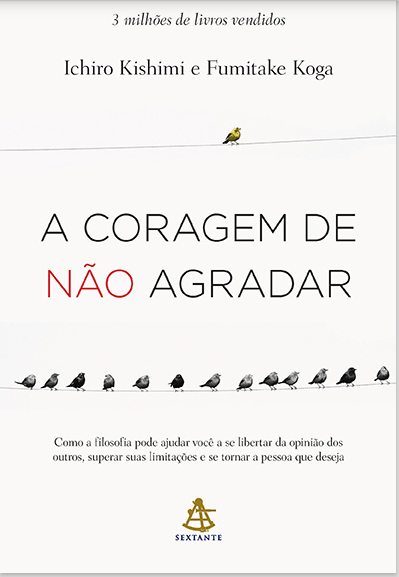 3 milhões de livros vendidos
Ichiro Kishimi e Fumitake Koga
A CORAGEM DE
NÃO AGRADAR
Como a filosofia pode ajudar você a se libertar da opinião dos
outros, superar suas limitações e se tornar a pessoa que deseja
SEXTANTE